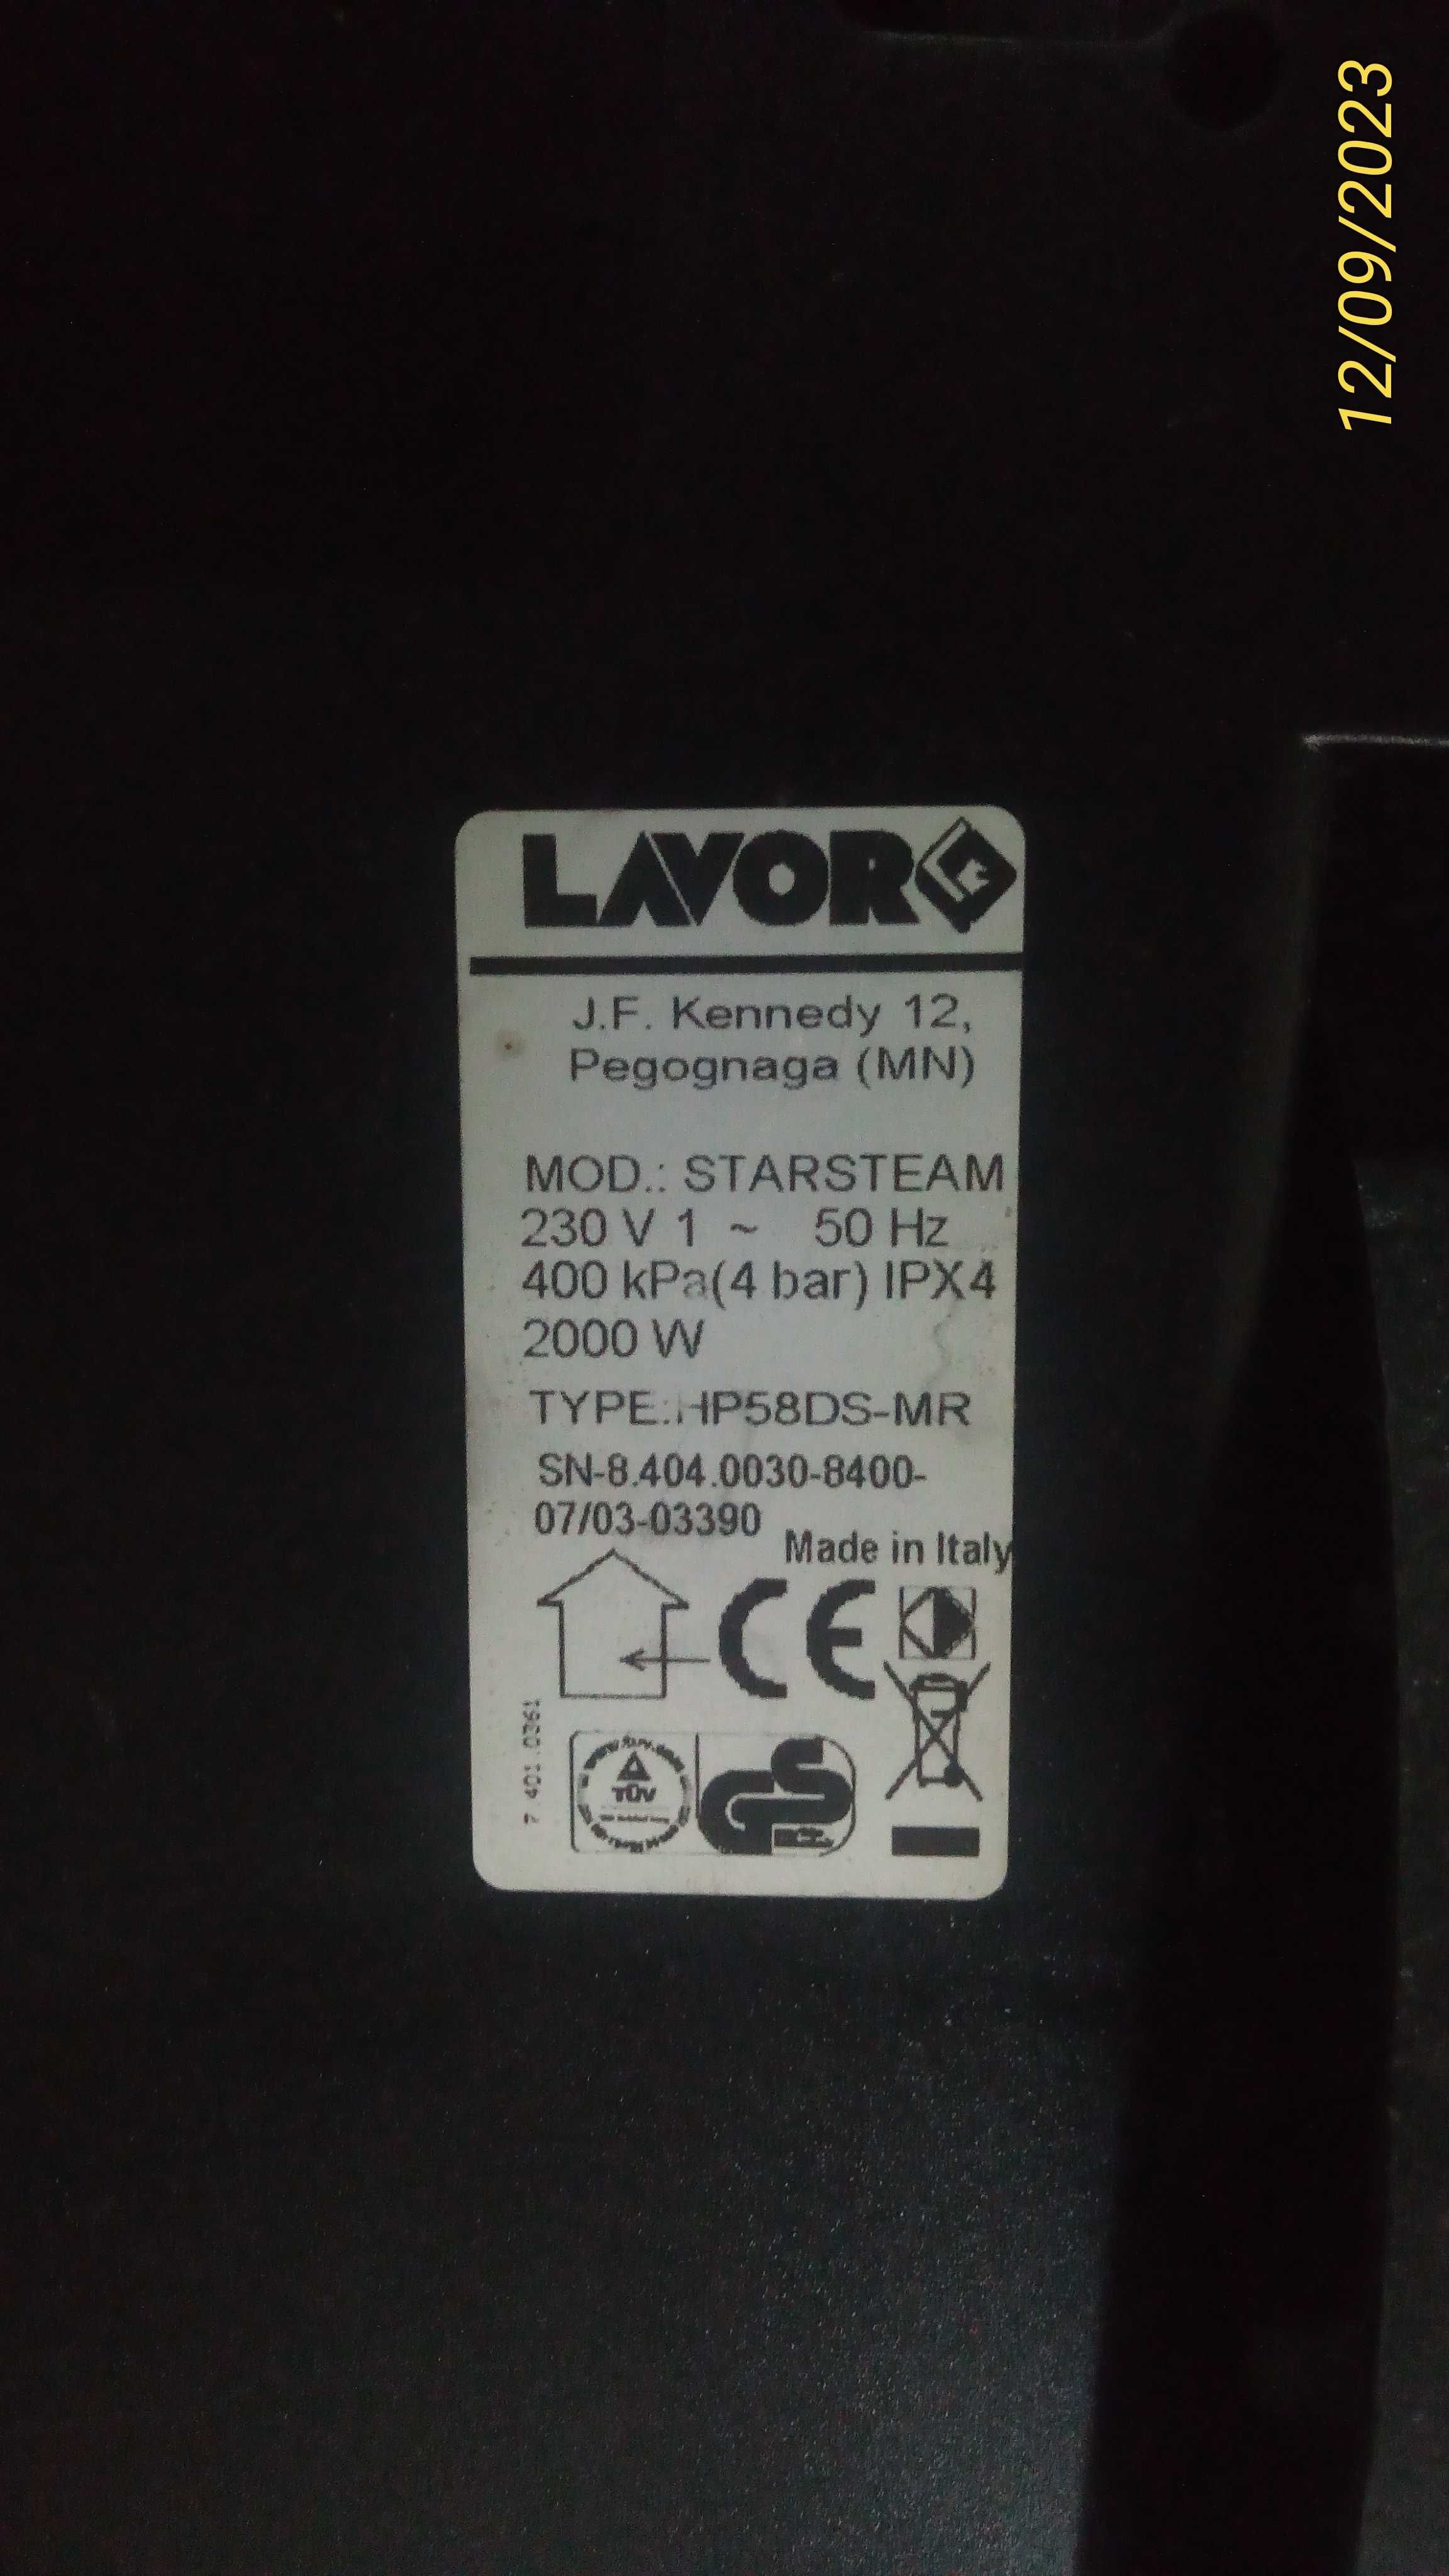 12/09/2023
LAVOR
J.F. Kennedy 12,
Pegognaga (MN)
MOD.: STARSTEAM
230 V 1 ~ 50 Hz
400 kPa(4 bar) IPX4
2000 W
TYPE: HP58DS-MR
SN-8.404.0030-8400-
07/03-03390
Made in Italy
CE
7.401.0361
TÜV
GS